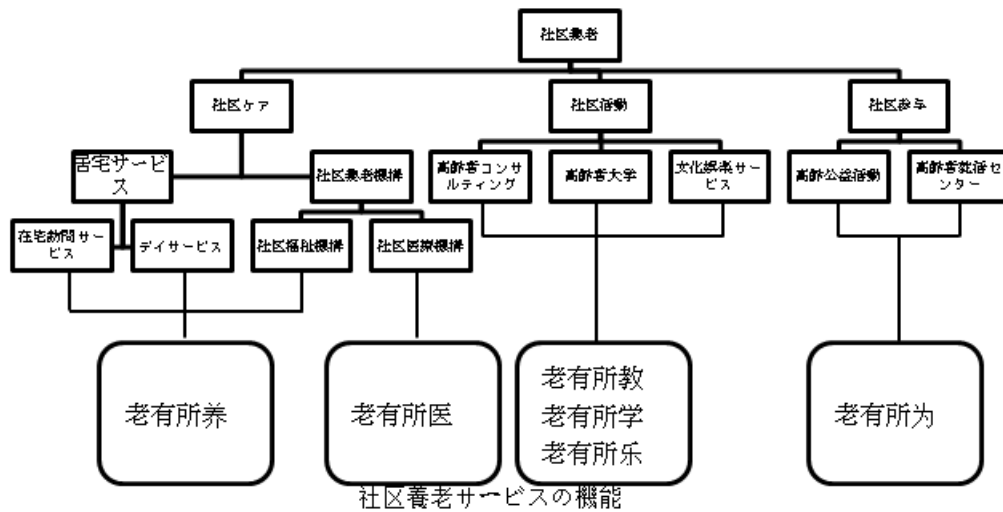 社区養老
社区ケア
社区活動
社区参与
居宅サービ
ス
社区養老機構
高齢者コンサ
ルティング
高齢者大学
文化娯楽サー
ビス
高齢公益活動
高齢者就活セ
ンター
在宅訪問サー
ビス
デイサービス
社区福祉機構
社区医療機構
老有所养
老有所医
老有所教
老有所学
老有所乐
老有所为
社区養老サービスの機能